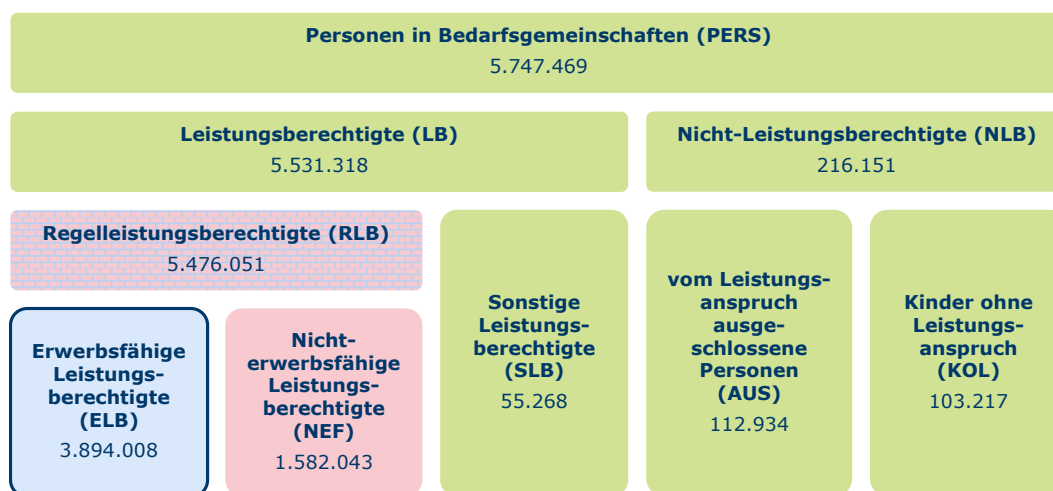 Personen in Bedarfsgemeinschaften (PERS)
5.747.469
Leistungsberechtigte (LB)
5.531.318
Nicht-Leistungsberechtigte (NLB)
216.151
Regelleistungsberechtigte (RLB)
5.476.051
Erwerbsfähige
Leistungs-
berechtigte
(ELB)
3.894.008
Nicht-
erwerbsfähige
Leistungs-
berechtigte
(NEF)
1.582.043
Sonstige
Leistungs-
berechtigte
(SLB)
55.268
vom Leistungs-
anspruch
ausge-
schlossene
Personen
(AUS)
112.934
Kinder ohne
Leistungs-
anspruch
(KOL)
103.217